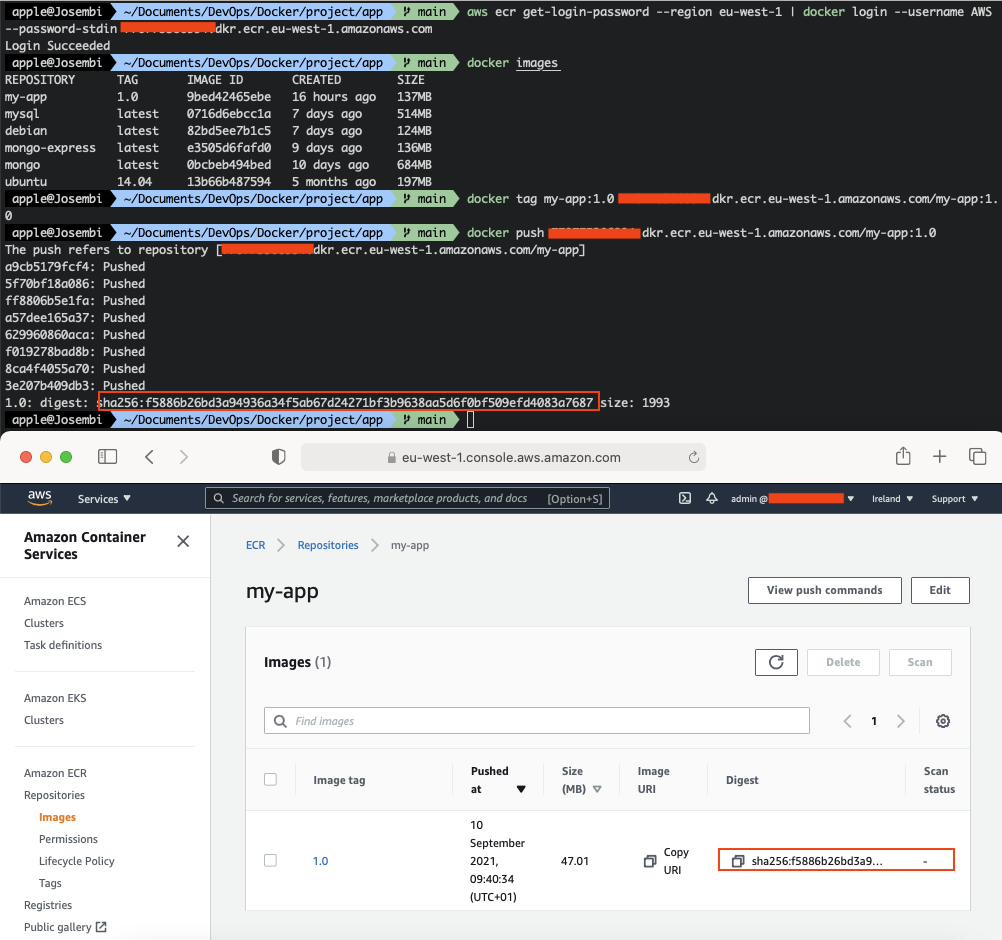 apple@Josembi ~/Documents/DevOps/Docker/project/app main aws ecr get-login-password --region eu-west-1 | docker login --username AWS
--password-stdin dkr.ecr.eu-west-1.amazonaws.com
Login Succeeded
apple@Josembi ~/Documents/DevOps/Docker/project/app main docker images
REPOSITORY TAG IMAGE ID CREATED SIZE
my-app 1.0 9bed42465ebe 16 hours ago 137MB
mysql latest 0716d6ebcc1a 7 days ago 514MB
debian latest 82bd5ee7b1c5 7 days ago 124MB
mongo-express latest e3505d6fafd0 9 days ago 136MB
mongo latest 0bcbeb494bed 10 days ago 684MB
ubuntu 14.04 13b66b487594 5 months ago 197MB
apple@Josembi ~/Documents/DevOps/Docker/project/app main docker tag my-app:1.0 dkr.ecr.eu-west-1.amazonaws.com/my-app:1.
0
apple@Josembi ~/Documents/DevOps/Docker/project/app main docker push dkr.ecr.eu-west-1.amazonaws.com/my-app:1.0
The push refers to repository [dkr.ecr.eu-west-1.amazonaws.com/my-app]
a9cb5179fcf4: Pushed
5f70bf18a086: Pushed
ff8806b5e1fa: Pushed
a57dee165a37: Pushed
629960860aca: Pushed
f019278bad8b: Pushed
8ca4f4055a70: Pushed
3e207b409db3: Pushed
1.0: digest: sha256:f5886b26bd3a94936a34f5ab67d24271bf3b9638aa5d6f0bf509efd4083a7687 size: 1993
apple@Josembi ~/Documents/DevOps/Docker/project/app main
eu-west-1.console.aws.amazon.com
aws Services Search for services, features, marketplace products, and docs [Option+S] admin @ Ireland Support
Amazon Container
Services
Amazon ECS
Clusters
Task definitions
Amazon EKS
Clusters
Amazon ECR
Repositories
Images
Permissions
Lifecycle Policy
Tags
Registries
Public gallery
ECR Repositories my-app
my-app View push commands Edit
Images (1) Delete Scan
Find images 1
Image tag Pushed at Size (MB) Image URI Digest Scan status
1.0 10 September 2021, 09:40:34 (UTC+01) 47.01 Copy URI sha256:f5886b26bd3a9... -